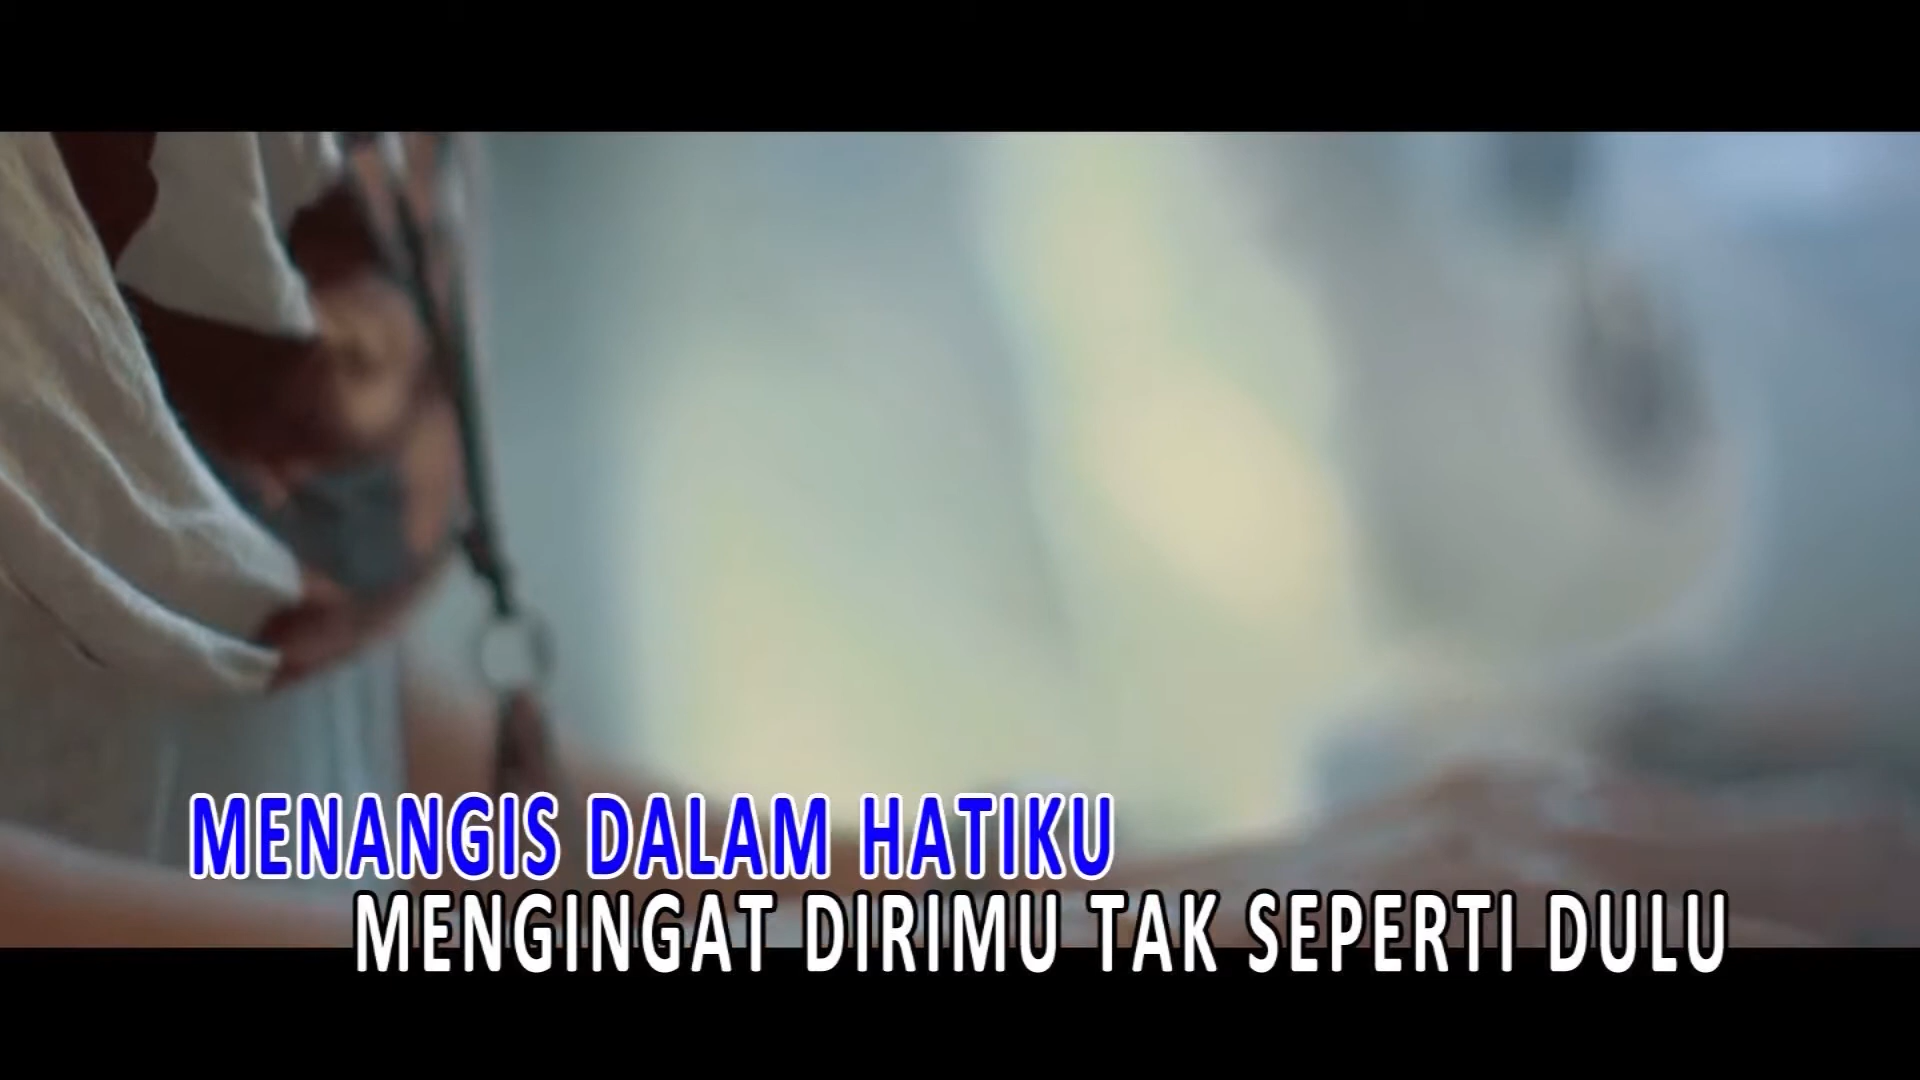 MENANGIS DALAM HATIKU
MENGINGAT DIRIMU TAK SEPERTI DULU